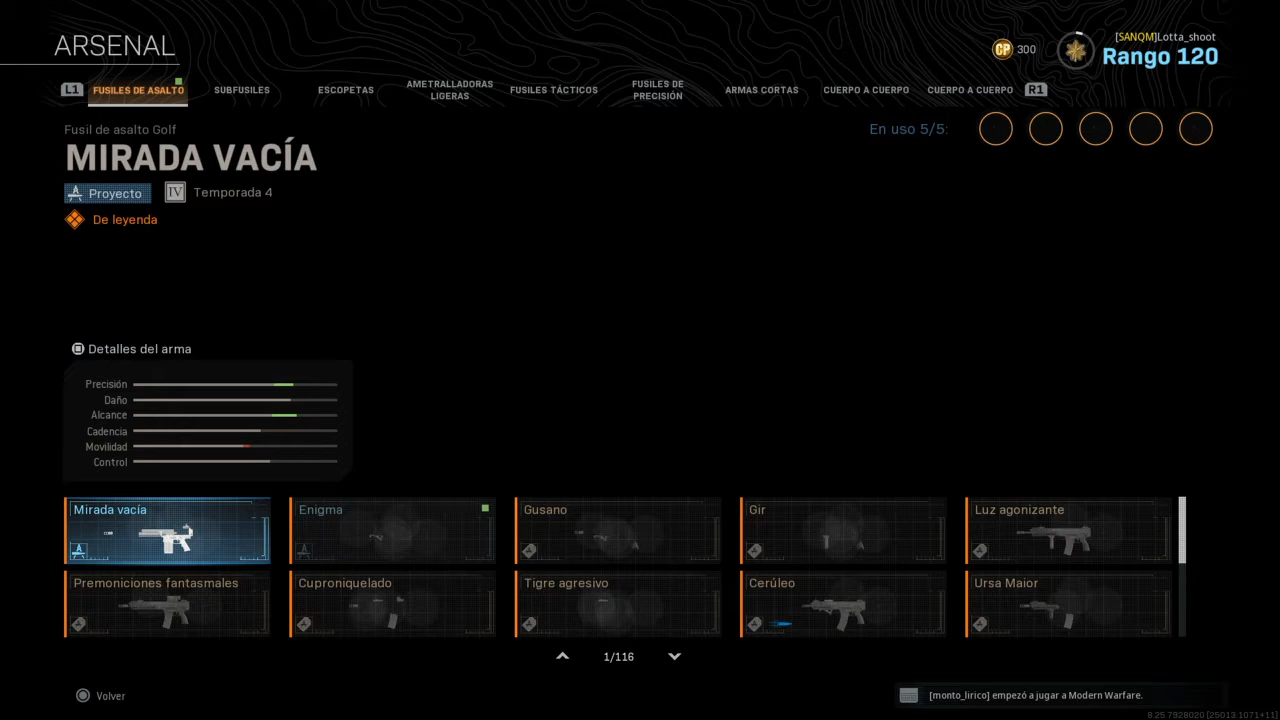 ARSENAL
CP 300
[SANQM]Lotta_shoot
Rango 120
L1 FUSILES DE ASALTO SUBFUSILES ESCOPETAS AMETRALLADORAS LIGERAS FUSILES TÁCTICOS FUSILES DE PRECISIÓN ARMAS CORTAS CUERPO A CUERPO CUERPO A CUERPO R1
Fusil de asalto Golf
En uso 5/5:
MIRADA VACÍA
Proyecto IV Temporada 4
De leyenda
Detalles del arma
Precisión
Daño
Alcance
Cadencia
Movilidad
Control
Mirada vacía Enigma Gusano Gir Luz agonizante
Premoniciones fantasmales Cuproniquelado Tigre agresivo Cerúleo Ursa Maior
1/116
Volver
[monto_lirico] empezó a jugar a Modern Warfare.